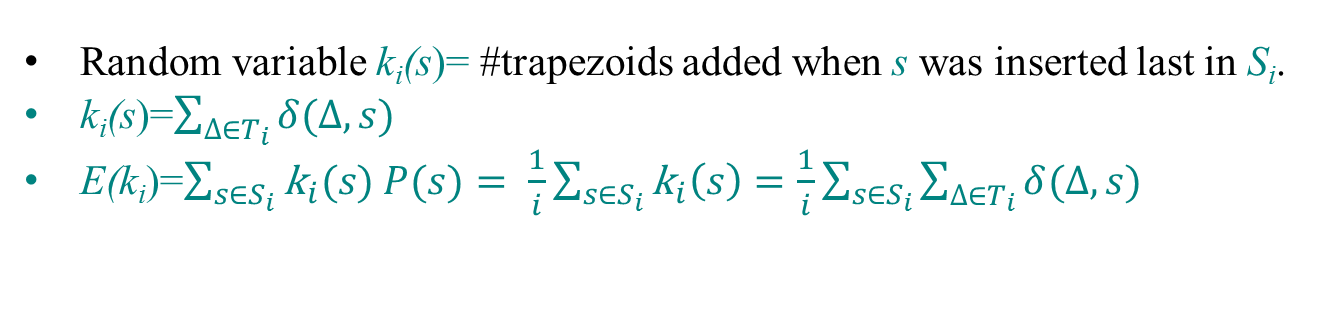 • Random variable kᵢ(s)= #trapezoids added when s was inserted last in Sᵢ.
• kᵢ(s)=∑_{Δ∈Tᵢ} δ(Δ, s)
• E(kᵢ)=∑_{s∈Sᵢ} kᵢ(s) P(s) = 1/i ∑_{s∈Sᵢ} kᵢ(s) = 1/i ∑_{s∈Sᵢ} ∑_{Δ∈Tᵢ} δ(Δ, s)